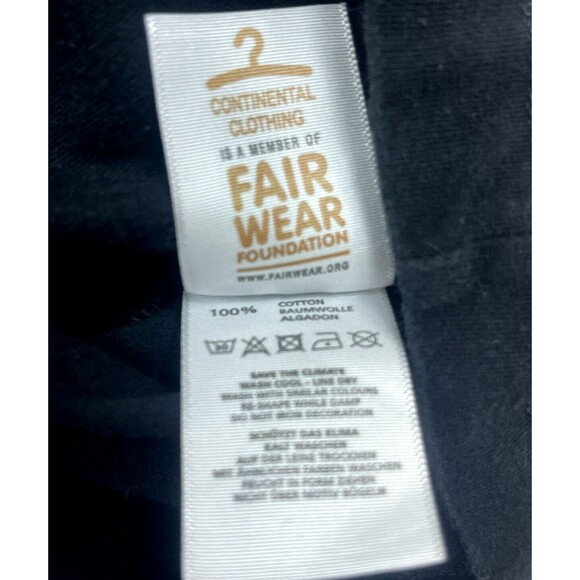 CONTINENTAL
CLOTHING
IS A MEMBER OF
FAIR
WEAR
FOUNDATION
WWW.FAIRWEAR.ORG
100% COTTON
BAUMWOLLE
ALGADON
30
SAVE THE CLIMATE
WASH COOL - LINE DRY
WASH WITH SIMILAR COLOURS
RE-SHAPE WHILE DAMP
DO NOT IRON DECORATION
SCHÜTZT DAS KLIMA
KALT WASCHEN
AUF DER LEINE TROCKNEN
MIT ÄHNLICHEN FARBEN WASCHEN
FEUCHT IN FORM ZIEHEN
NICHT ÜBER MOTIV BÜGELN